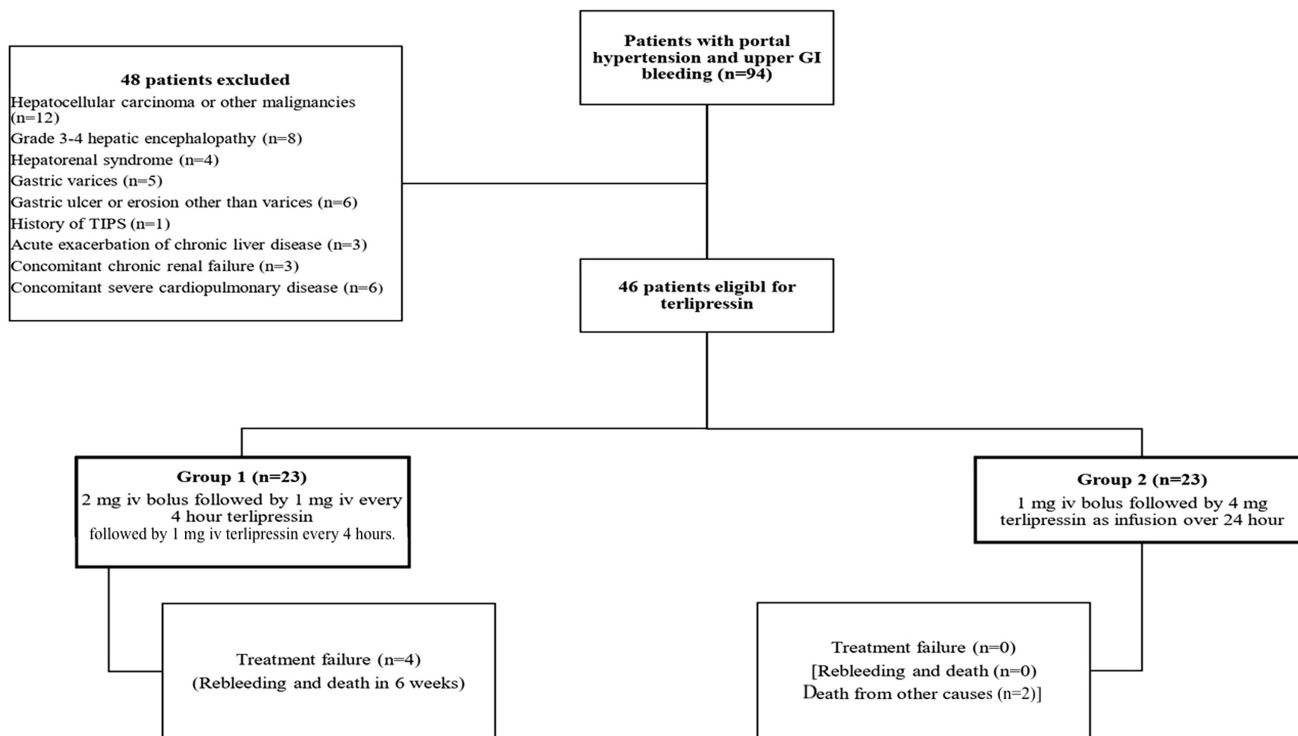 Patients with portal
hypertension and upper GI
bleeding (n=94)
48 patients excluded
Hepatocellular carcinoma or other malignancies
(n=12)
Grade 3-4 hepatic encephalopathy (n=8)
Hepatorenal syndrome (n=4)
Gastric varices (n=5)
Gastric ulcer or erosion other than varices (n=6)
History of TIPS (n=1)
Acute exacerbation of chronic liver disease (n=3)
Concomitant chronic renal failure (n=3)
Concomitant severe cardiopulmonary disease (n=6)
46 patients eligibl for
terlipressin
Group 1 (n=23)
2 mg iv bolus followed by 1 mg iv every
4 hour terlipressin
followed by 1 mg iv terlipressin every 4 hours.
Group 2 (n=23)
1 mg iv bolus followed by 4 mg
terlipressin as infusion over 24 hour
Treatment failure (n=4)
(Rebleeding and death in 6 weeks)
Treatment failure (n=0)
[Rebleeding and death (n=0)
Death from other causes (n=2)]